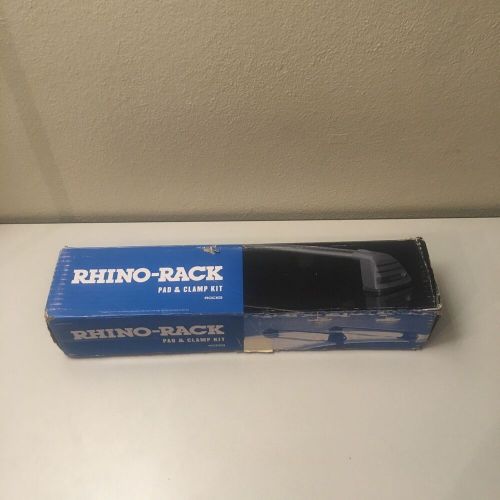 RHINO-RACK
PAD & CLAMP KIT
RHINO-RACK
PAD & CLAMP KIT